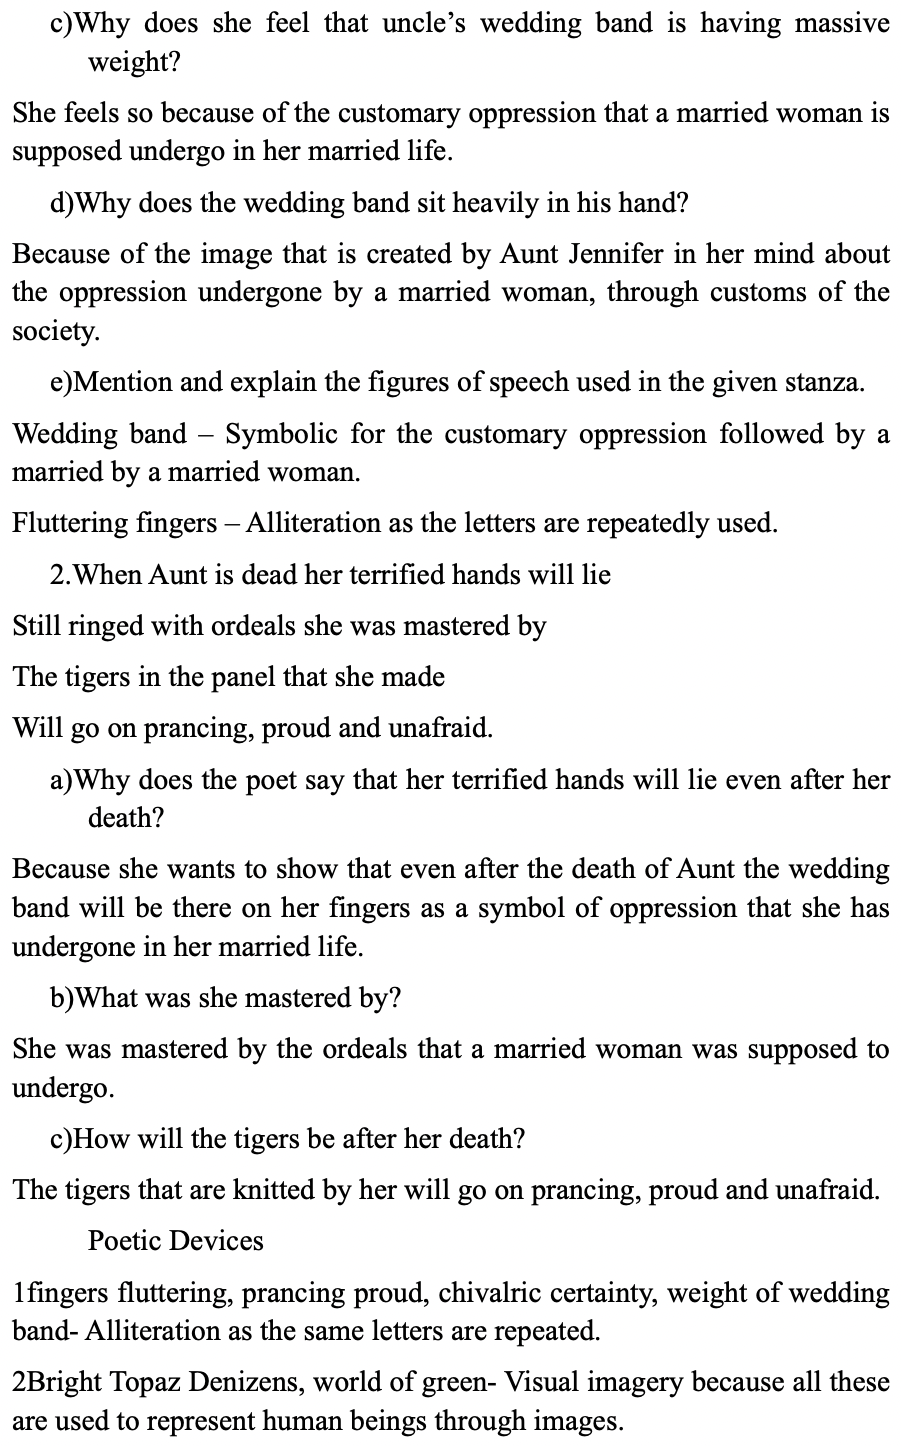 c)Why does she feel that uncle’s wedding band is having massive
weight?
She feels so because of the customary oppression that a married woman is
supposed undergo in her married life.
d)Why does the wedding band sit heavily in his hand?
Because of the image that is created by Aunt Jennifer in her mind about
the oppression undergone by a married woman, through customs of the
society.
e)Mention and explain the figures of speech used in the given stanza.
Wedding band – Symbolic for the customary oppression followed by a
married by a married woman.
Fluttering fingers – Alliteration as the letters are repeatedly used.
2.When Aunt is dead her terrified hands will lie
Still ringed with ordeals she was mastered by
The tigers in the panel that she made
Will go on prancing, proud and unafraid.
a)Why does the poet say that her terrified hands will lie even after her
death?
Because she wants to show that even after the death of Aunt the wedding
band will be there on her fingers as a symbol of oppression that she has
undergone in her married life.
b)What was she mastered by?
She was mastered by the ordeals that a married woman was supposed to
undergo.
c)How will the tigers be after her death?
The tigers that are knitted by her will go on prancing, proud and unafraid.
Poetic Devices
1fingers fluttering, prancing proud, chivalric certainty, weight of wedding
band- Alliteration as the same letters are repeated.
2Bright Topaz Denizens, world of green- Visual imagery because all these
are used to represent human beings through images.